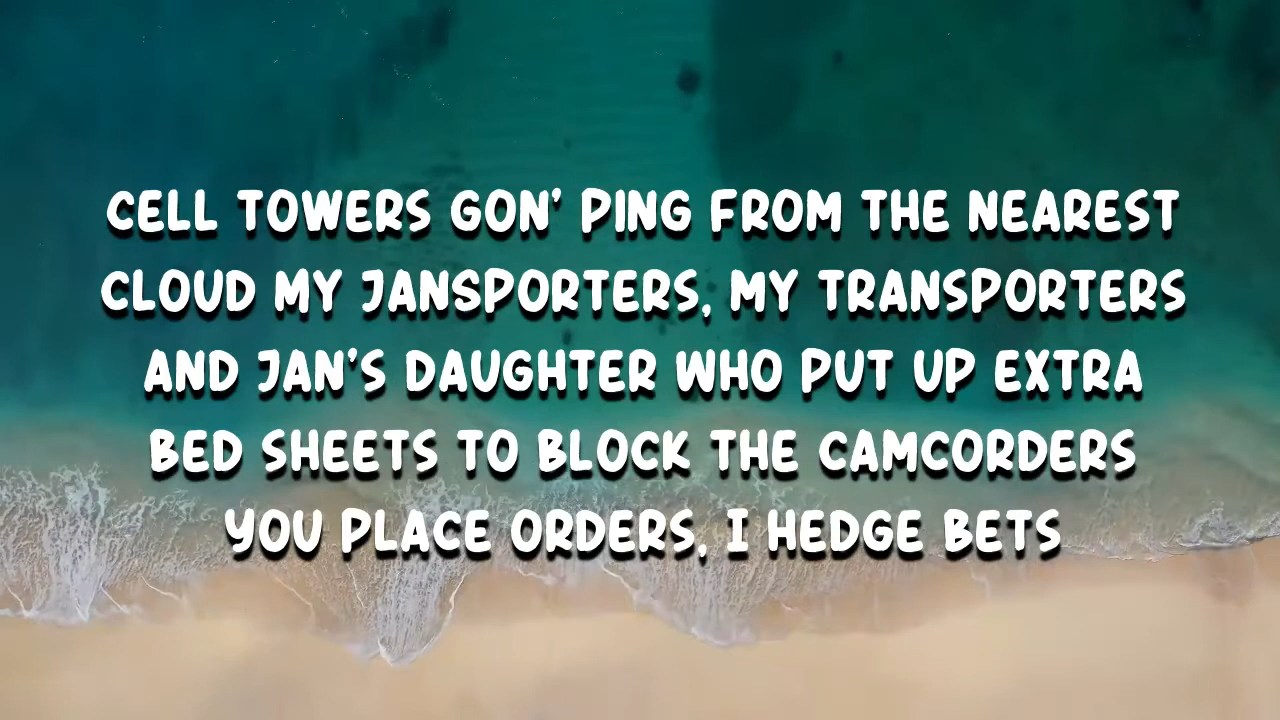 CELL TOWERS GON' PING FROM THE NEAREST
CLOUD MY JANSPORTERS, MY TRANSPORTERS
AND JAN'S DAUGHTER WHO PUT UP EXTRA
BED SHEETS TO BLOCK THE CAMCORDERS
YOU PLACE ORDERS, I HEDGE BETS